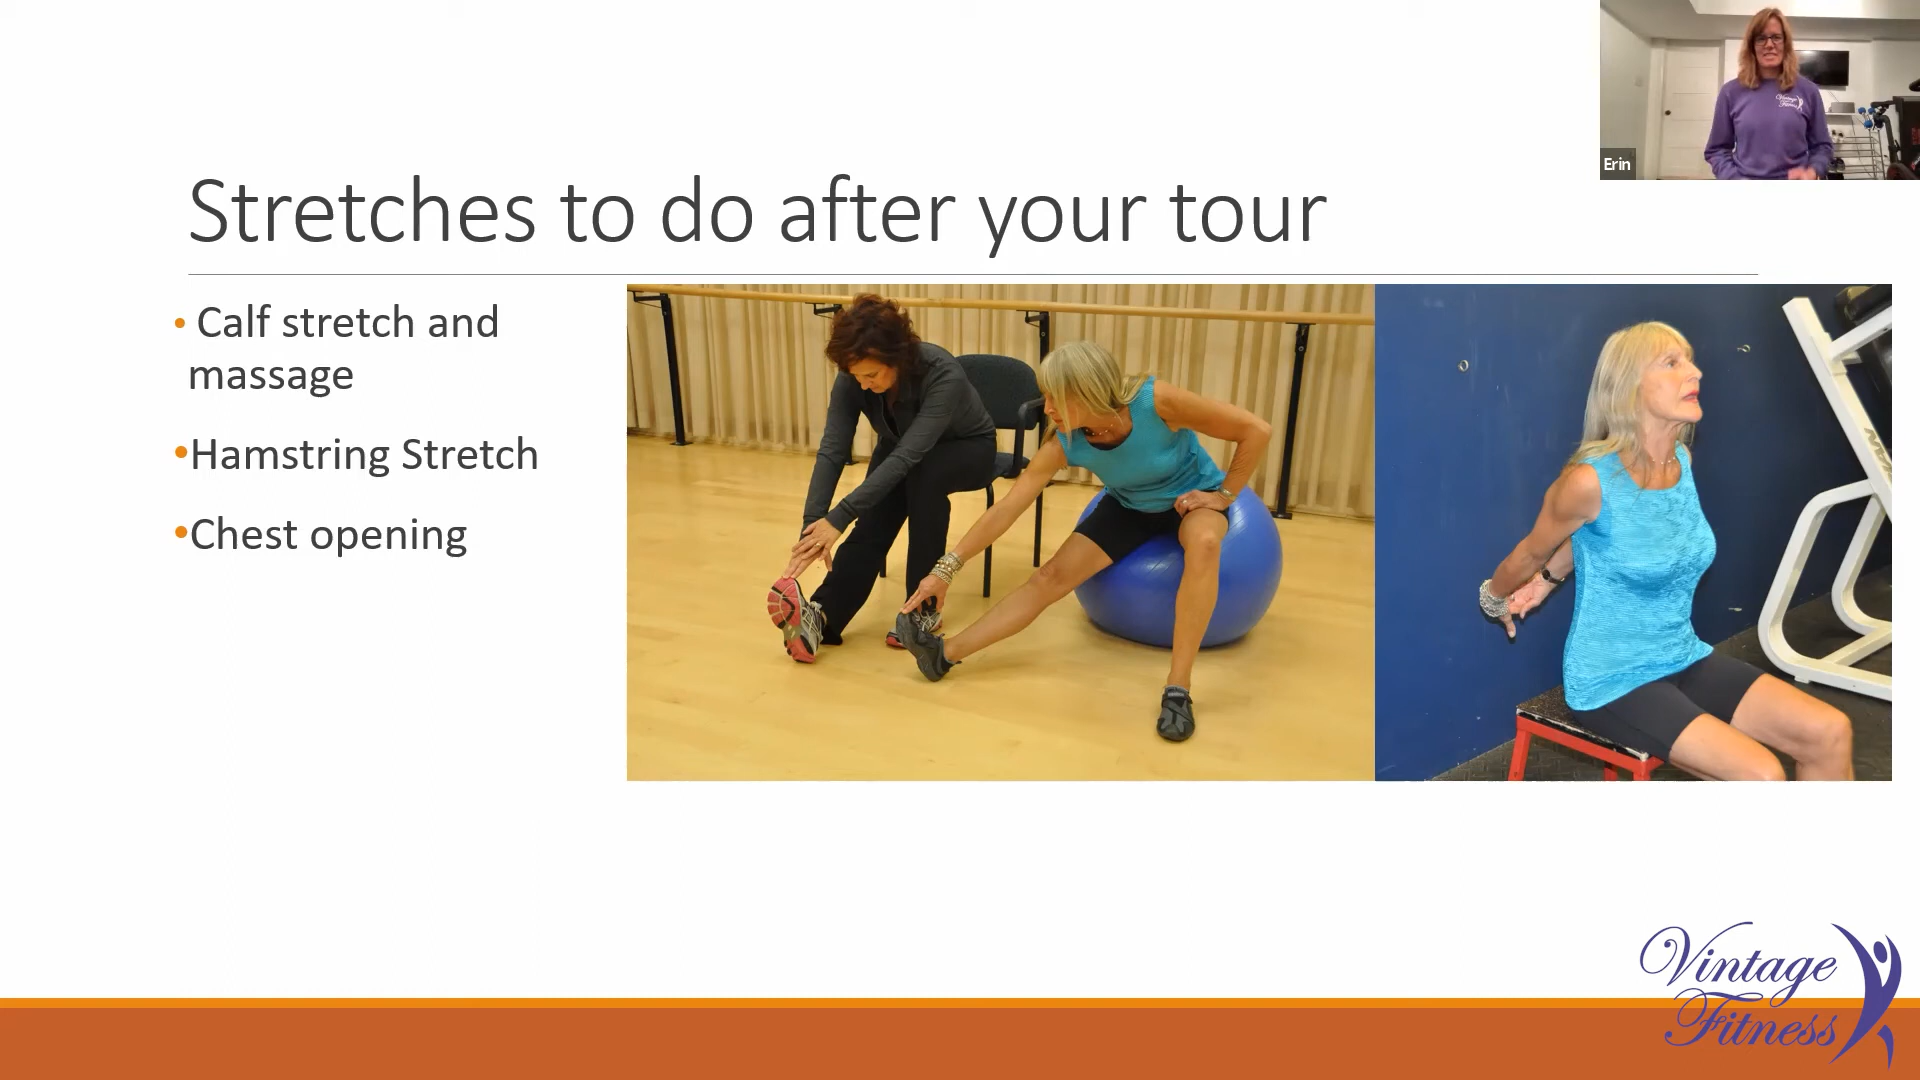 Erin
Stretches to do after your tour
• Calf stretch and
massage
•Hamstring Stretch
•Chest opening
Vintage
Fitness